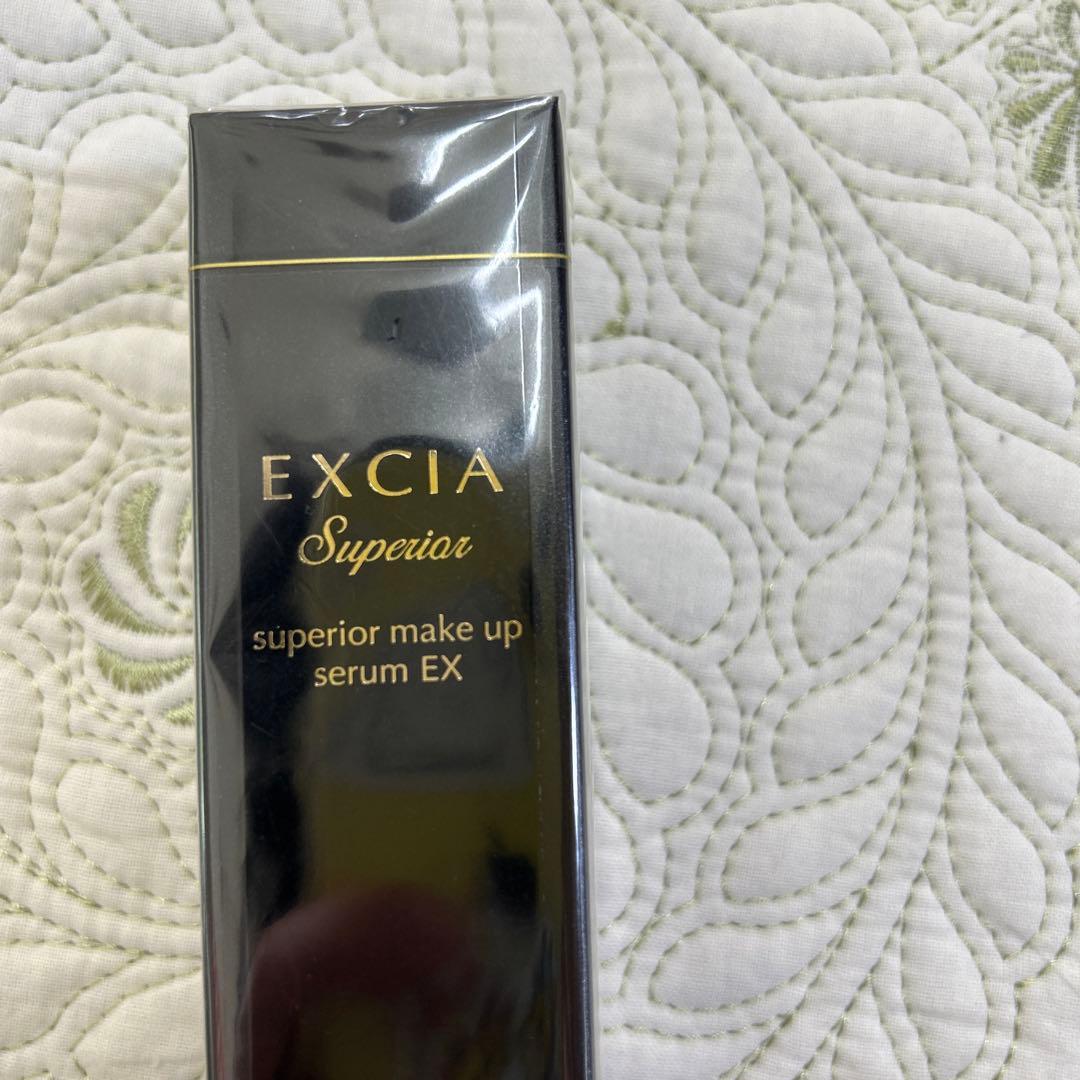 EXCIA
Superior
superior make up
serum EX